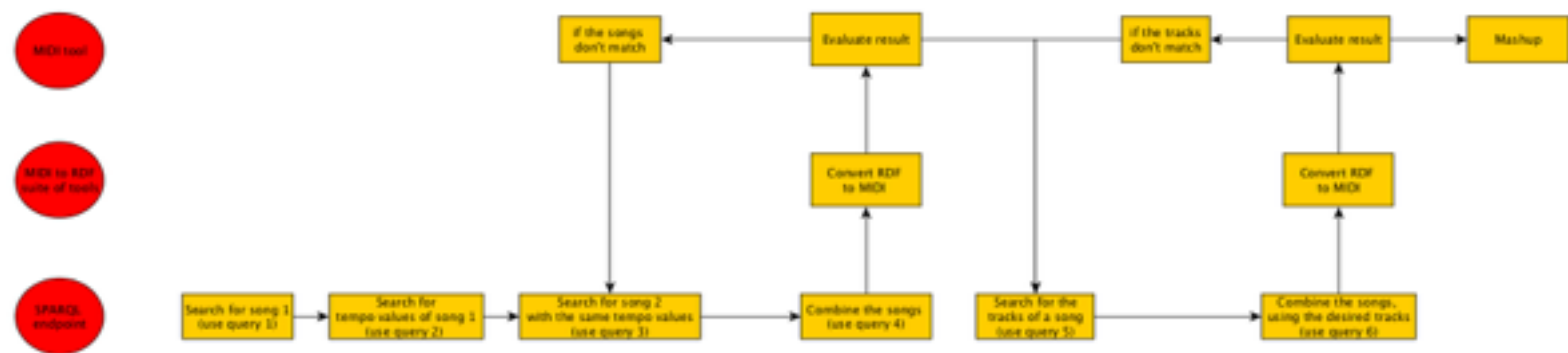 MIDI tool
if the songs
don't match
Evaluate result
if the tracks
don't match
Evaluate result
Mashup
MIDI to RDF
suite of tools
Convert RDF
to MIDI
Convert RDF
to MIDI
SPARQL
endpoint
Search for song 1
(use query 1)
Search for
tempo values of song 1
(use query 2)
Search for song 2
with the same tempo values
(use query 3)
Combine the songs
(use query 4)
Search for the
tracks of a song
(use query 5)
Combine the songs,
using the desired tracks
(use query 6)